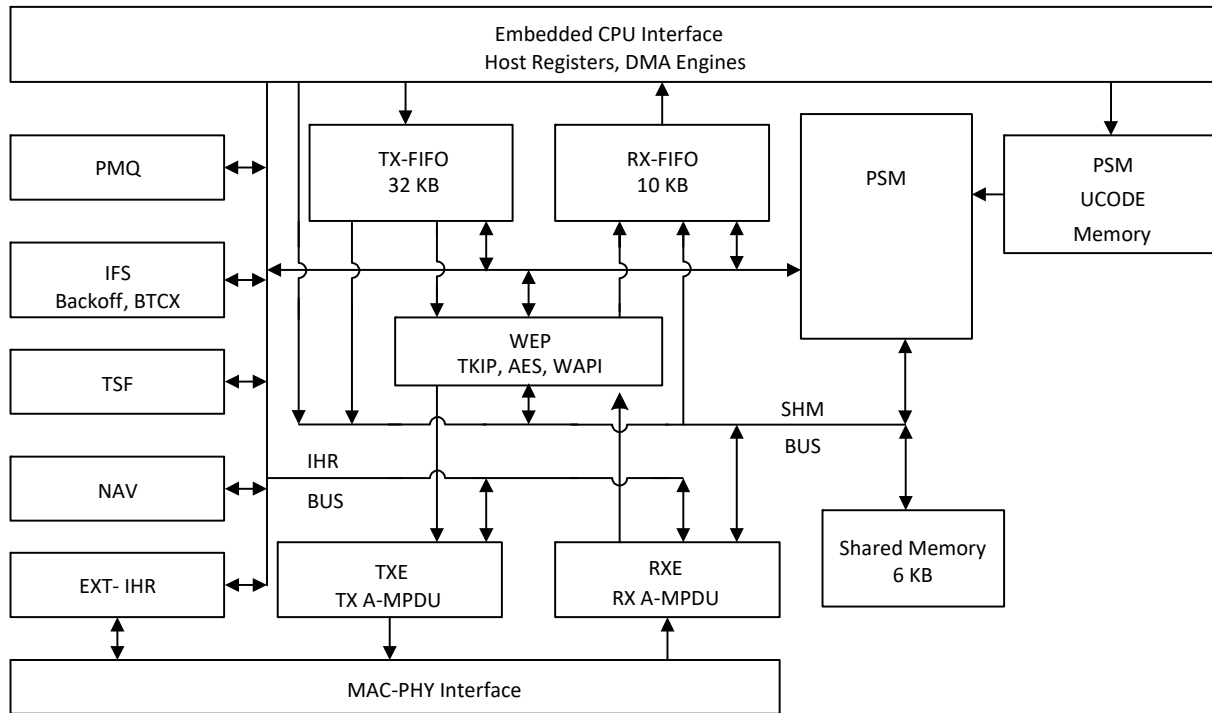 Embedded CPU Interface
Host Registers, DMA Engines
PMQ
TX-FIFO
32 KB
RX-FIFO
10 KB
PSM
PSM
UCODE
Memory
IFS
Backoff, BTCX
WEP
TKIP, AES, WAPI
TSF
SHM
BUS
IHR
BUS
NAV
Shared Memory
6 KB
EXT- IHR
TXE
TX A-MPDU
RXE
RX A-MPDU
MAC-PHY Interface